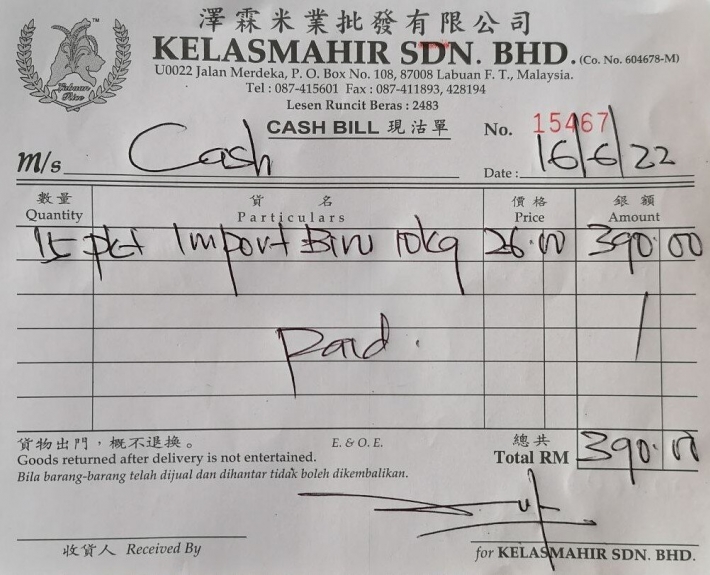 澤霖米業批發有限公司
KELASMAHIR SDN. BHD. (Co. No. 604678-M)
U0022 Jalan Merdeka, P. O. Box No. 108, 87008 Labuan F. T., Malaysia.
Tel : 087-415601 Fax : 087-411893, 428194
Lesen Runcit Beras : 2483
Labuan Rice
CASH BILL 現沽單 No. 15467
m/s Cash Date : 16/6/22
數量 貨名 價格 銀額
Quantity Particulars Price Amount
15 pkt Import Biru 10kg 26.00 390.00
Paid.
貨物出門，概不退換。 E. & O. E. 總共
Goods returned after delivery is not entertained. Total RM 390.00
Bila barang-barang telah dijual dan dihantar tidak boleh dikembalikan.
收貨人 Received By for KELASMAHIR SDN. BHD.